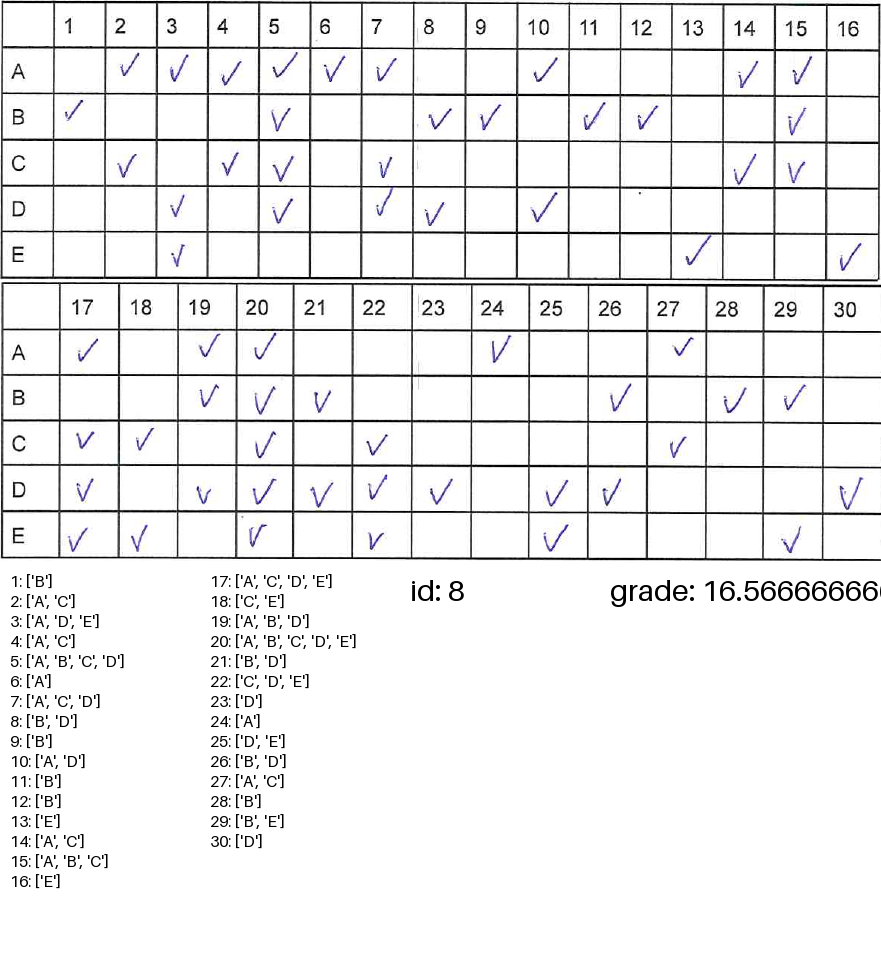 1 2 3 4 5 6 7 8 9 10 11 12 13 14 15 16
A ✓ ✓ ✓ ✓ ✓ ✓ ✓ ✓ ✓
B ✓ ✓ ✓ ✓ ✓ ✓ ✓
C ✓ ✓ ✓ ✓ ✓ ✓
D ✓ ✓ ✓ ✓ ✓
E ✓ ✓ ✓
17 18 19 20 21 22 23 24 25 26 27 28 29 30
A ✓ ✓ ✓ ✓ ✓
B ✓ ✓ ✓ ✓ ✓ ✓
C ✓ ✓ ✓ ✓ ✓
D ✓ ✓ ✓ ✓ ✓ ✓ ✓ ✓ ✓
E ✓ ✓ ✓ ✓ ✓ ✓
1: ['B']
2: ['A', 'C']
3: ['A', 'D', 'E']
4: ['A', 'C']
5: ['A', 'B', 'C', 'D']
6: ['A']
7: ['A', 'C', 'D']
8: ['B', 'D']
9: ['B']
10: ['A', 'D']
11: ['B']
12: ['B']
13: ['E']
14: ['A', 'C']
15: ['A', 'B', 'C']
16: ['E']
17: ['A', 'C', 'D', 'E']
18: ['C', 'E']
19: ['A', 'B', 'D']
20: ['A', 'B', 'C', 'D', 'E']
21: ['B', 'D']
22: ['C', 'D', 'E']
23: ['D']
24: ['A']
25: ['D', 'E']
26: ['B', 'D']
27: ['A', 'C']
28: ['B']
29: ['B', 'E']
30: ['D']
id: 8
grade: 16.566666666